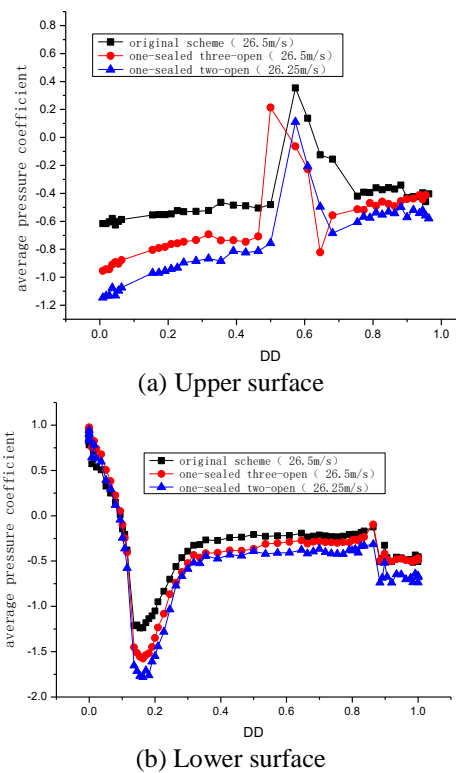 average pressure coefficient
1.0
0.8
0.6
0.4
0.2
0.0
-0.2
-0.4
-0.6
-0.8
-1.0
-1.2
original scheme ( 26.5m/s)
one-sealed three-open ( 26.5m/s)
one-sealed two-open ( 26.25m/s)
0.0 0.2 0.4 0.6 0.8 1.0
DD
(a) Upper surface
average pressure coefficient
1.0
0.5
0.0
-0.5
-1.0
-1.5
-2.0
original scheme ( 26.5m/s)
one-sealed three-open ( 26.5m/s)
one-sealed two-open ( 26.25m/s)
0.0 0.2 0.4 0.6 0.8 1.0
DD
(b) Lower surface